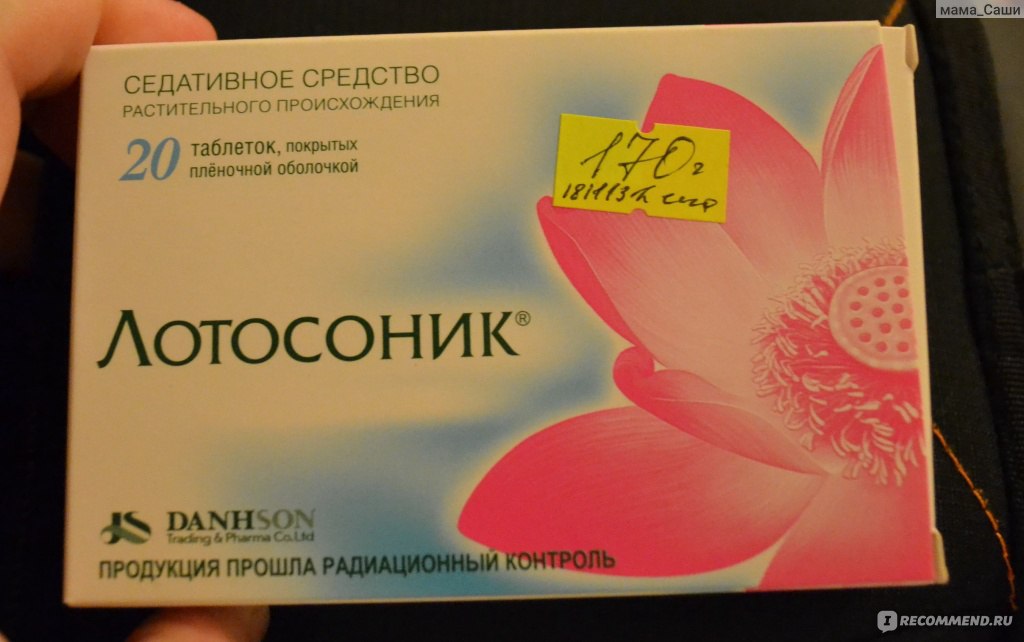 мама_Саши
СЕДАТИВНОЕ СРЕДСТВО
РАСТИТЕЛЬНОГО ПРОИСХОЖДЕНИЯ
20 таблеток, покрытых
плёночной оболочкой
170
ЛОТОСОНИК®
DANHSON
Trading & Pharma Co.Ltd
ПРОДУКЦИЯ ПРОШЛА РАДИАЦИОННЫЙ КОНТРОЛЬ
IRECOMMEND.RU